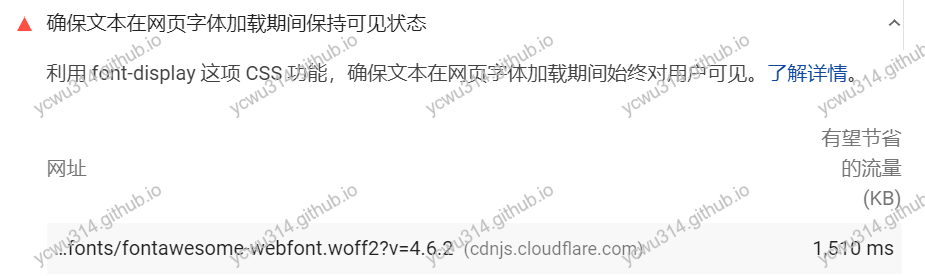 确保文本在网页字体加载期间保持可见状态
利用 font-display 这项 CSS 功能，确保文本在网页字体加载期间始终对用户可见。了解详情。
有望节省
网址 的流量
(KB)
…fonts/fontawesome-webfont.woff2?v=4.6.2 (cdnjs.cloudflare.com) 1,510 ms
ycwu314.github.io ycwu314.github.io ycwu314.github.io ycwu314.github.io ycwu314.github.io
ycwu314.github.io ycwu314.github.io ycwu314.github.io ycwu314.github.io ycwu314.github.io